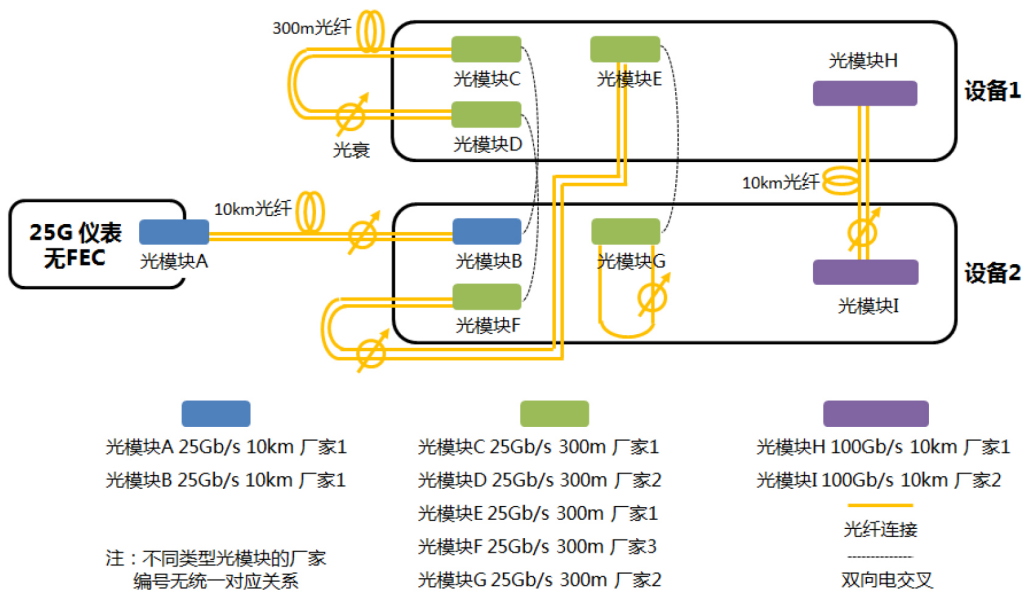 300m光纤
光模块C
光模块E
光模块H
设备1
光模块D
光衰
10km光纤
10km光纤
25G 仪表
无FEC
光模块A
光模块B
光模块G
设备2
光模块F
光模块I
光模块A 25Gb/s 10km 厂家1
光模块B 25Gb/s 10km 厂家1
注：不同类型光模块的厂家
编号无统一对应关系
光模块C 25Gb/s 300m 厂家1
光模块D 25Gb/s 300m 厂家2
光模块E 25Gb/s 300m 厂家1
光模块F 25Gb/s 300m 厂家3
光模块G 25Gb/s 300m 厂家2
光模块H 100Gb/s 10km 厂家1
光模块I 100Gb/s 10km 厂家2
光纤连接
双向电交叉